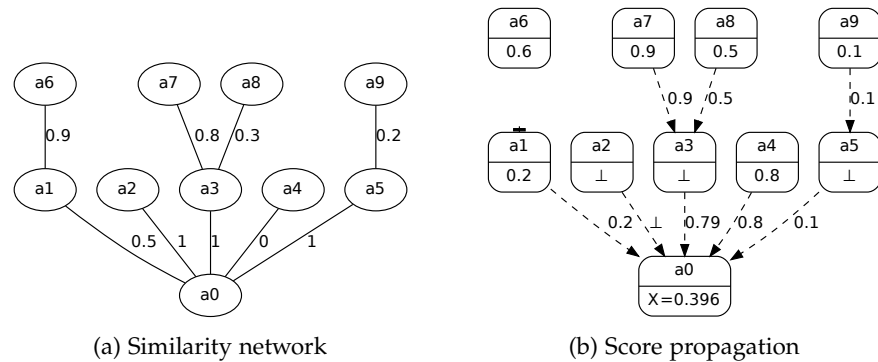 a6 a7 a8 a9
0.9 0.8 0.3 0.2
a1 a2 a3 a4 a5
0.5 1 1 0 1
a0
(a) Similarity network
a6 a7 a8 a9
0.6 0.9 0.5 0.1
0.9 0.5 0.1
a1 a2 a3 a4 a5
0.2 ⊥ ⊥ 0.8 ⊥
0.2 ⊥ 0.79 0.8 0.1
a0
X=0.396
(b) Score propagation